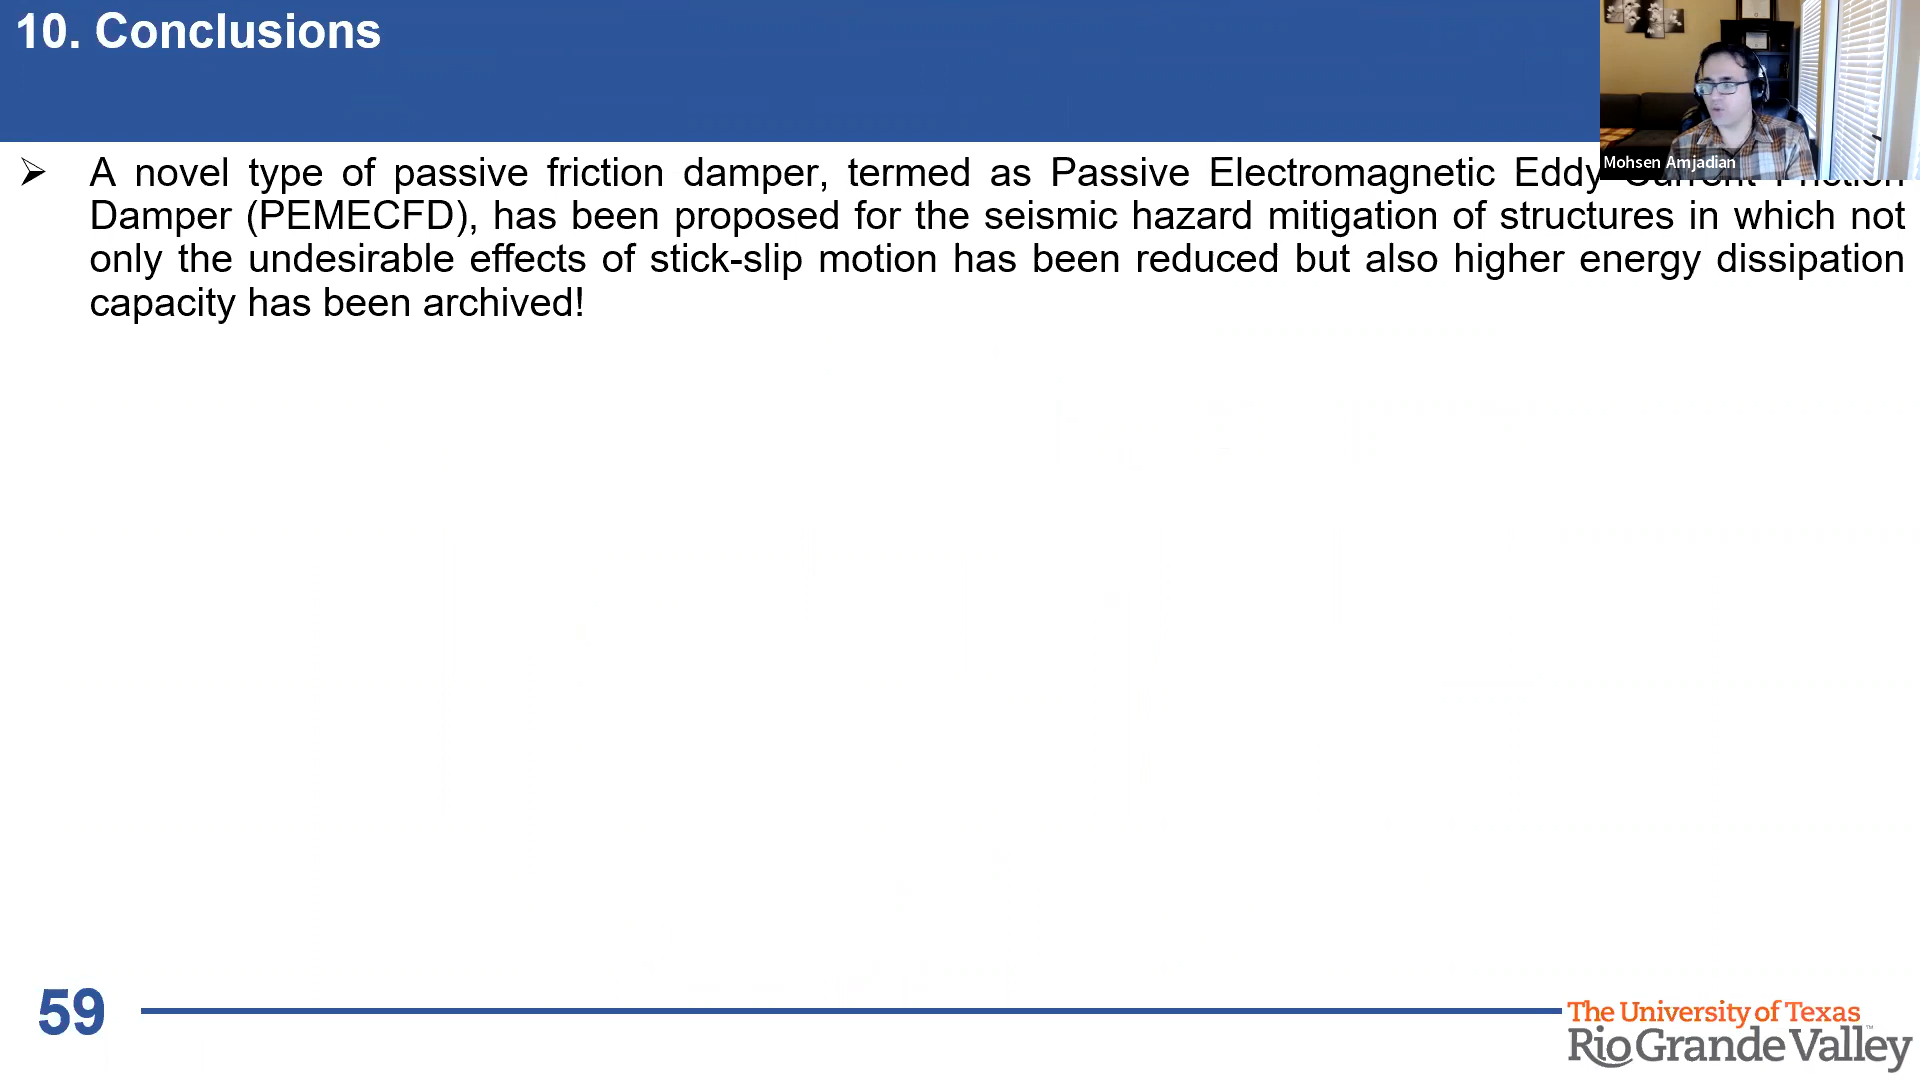 10. Conclusions
Mohsen Amjadian
➢ A novel type of passive friction damper, termed as Passive Electromagnetic Eddy Current Friction
Damper (PEMECFD), has been proposed for the seismic hazard mitigation of structures in which not
only the undesirable effects of stick-slip motion has been reduced but also higher energy dissipation
capacity has been archived!
59
The University of Texas
Rio Grande Valley™